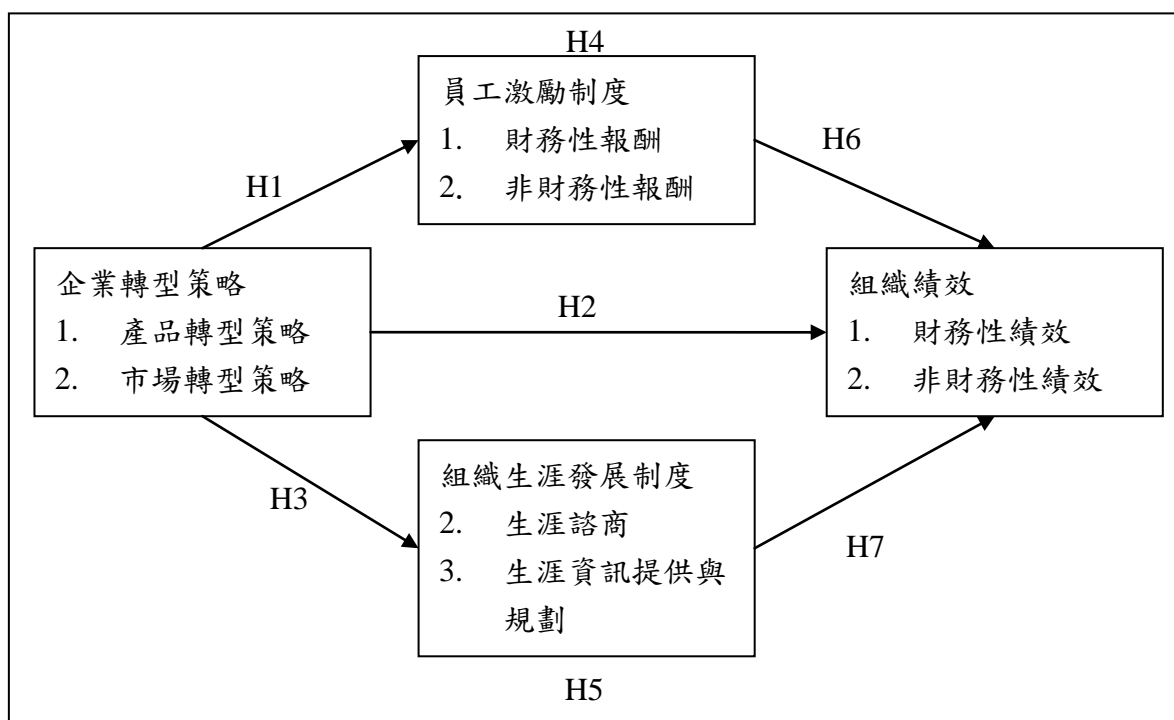 H4
員工激勵制度
1. 財務性報酬
2. 非財務性報酬
H1
H6
企業轉型策略
1. 產品轉型策略
2. 市場轉型策略
H2
組織績效
1. 財務性績效
2. 非財務性績效
H3
組織生涯發展制度
2. 生涯諮商
3. 生涯資訊提供與
規劃
H7
H5